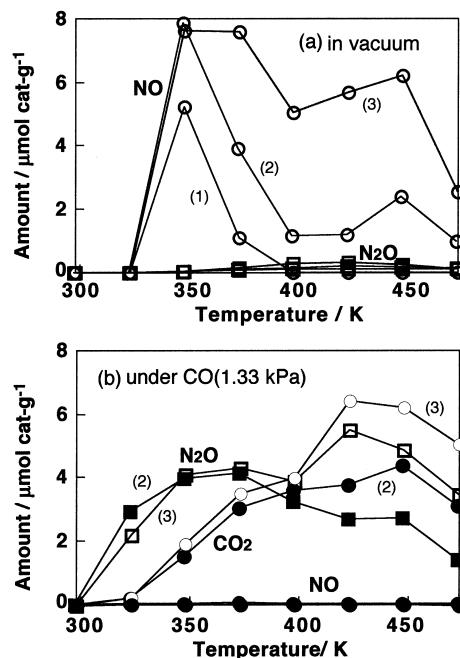 8
(a) in vacuum
NO
6
(3)
4
(2)
(1)
2
N2O
0
300 350 400 450
Temperature / K
Amount / μmol cat-g-1
8
(b) under CO(1.33 kPa)
6
(3)
N2O
(2)
4
(2)
(3)
CO2
2
NO
0
300 350 400 450
Temperature/ K
Amount / μmol cat-g-1